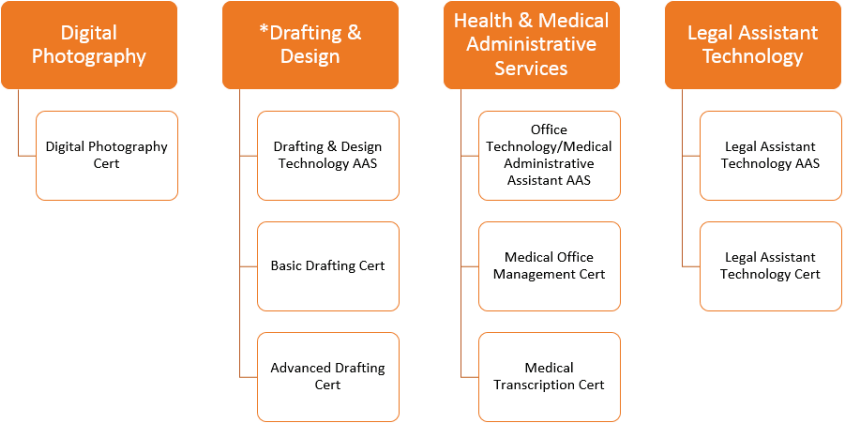 Digital
Photography
Digital Photography
Cert
*Drafting &
Design
Drafting & Design
Technology AAS
Basic Drafting Cert
Advanced Drafting
Cert
Health & Medical
Administrative
Services
Office
Technology/Medical
Administrative
Assistant AAS
Medical Office
Management Cert
Medical
Transcription Cert
Legal Assistant
Technology
Legal Assistant
Technology AAS
Legal Assistant
Technology Cert